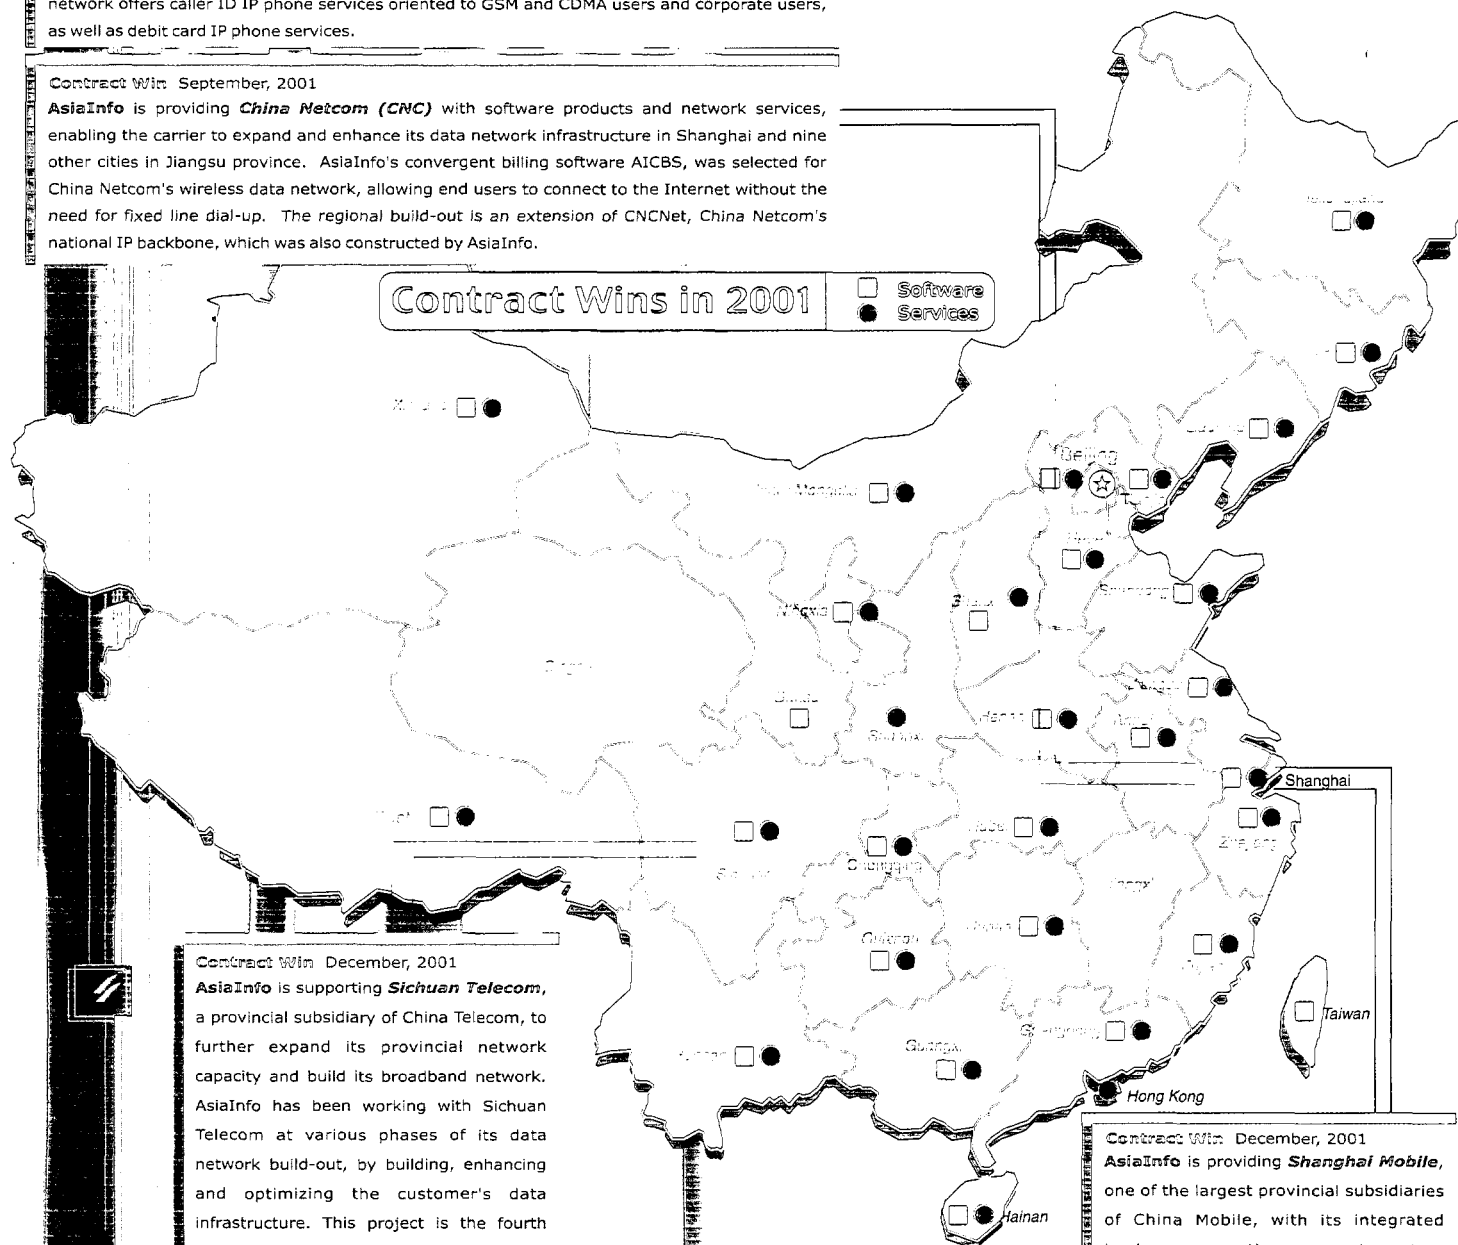 network offers caller ID IP phone services oriented to GSM and CDMA users and corporate users,
as well as debit card IP phone services.
Contract Win September, 2001
AsiaInfo is providing China Netcom (CNC) with software products and network services,
enabling the carrier to expand and enhance its data network infrastructure in Shanghai and nine
other cities in Jiangsu province. AsiaInfo's convergent billing software AICBS, was selected for
China Netcom's wireless data network, allowing end users to connect to the Internet without the
need for fixed line dial-up. The regional build-out is an extension of CNCNet, China Netcom's
national IP backbone, which was also constructed by AsiaInfo.
Contract Wins in 2001
Software
Services
Beijing
Ningxia
Henan
Shanghai
Chongqing
Guizhou
Guangxi
Taiwan
Hong Kong
Hainan
Contract Win December, 2001
AsiaInfo is supporting Sichuan Telecom,
a provincial subsidiary of China Telecom, to
further expand its provincial network
capacity and build its broadband network.
AsiaInfo has been working with Sichuan
Telecom at various phases of its data
network build-out, by building, enhancing
and optimizing the customer's data
infrastructure. This project is the fourth
Contract Win December, 2001
AsiaInfo is providing Shanghai Mobile,
one of the largest provincial subsidiaries
of China Mobile, with its integrated